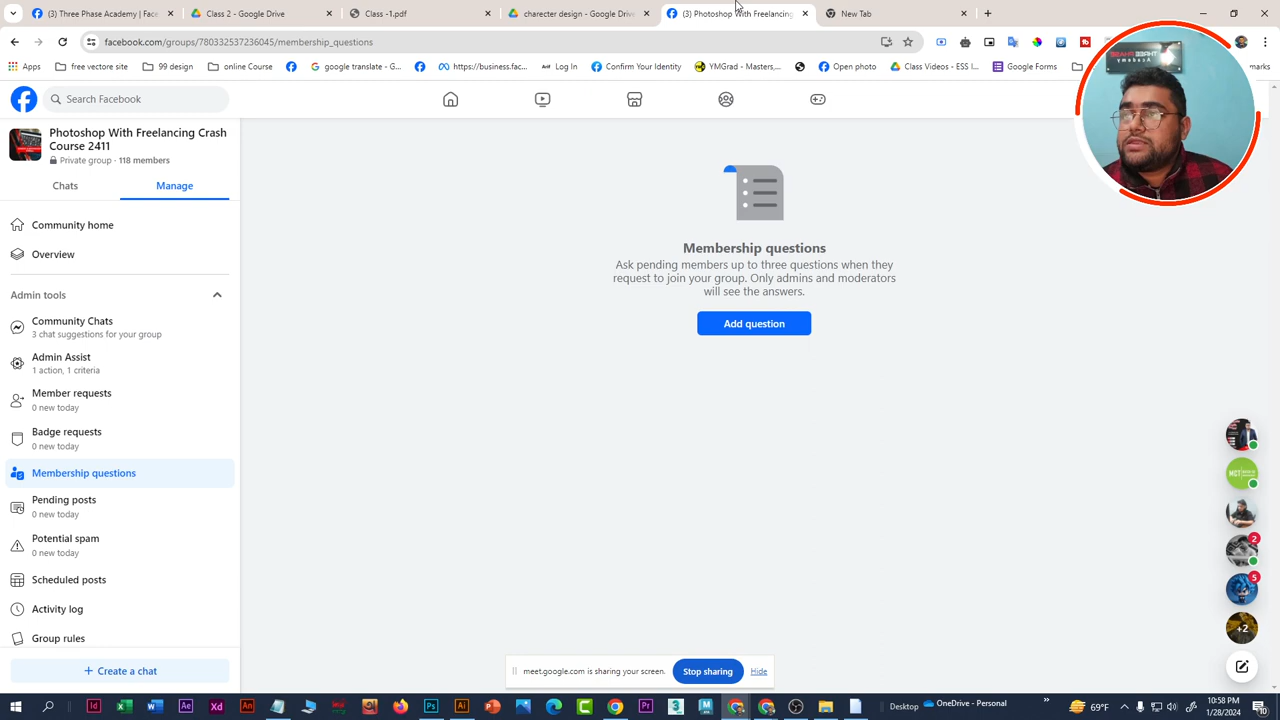 (3) Three Phase Academy | Face
Class 2 - Google Drive
Class -1.pdf
charecter design - Google Drive
(3) Photoshop With Freelancing
New Tab
facebook.com/groups/780332537236045/membership_questions
Apps
free vectore site
99 design
online Course
google translate - G...
business.fac...
Log In
Confirm Your Identity
YMGrad - Masters,...
Open photo
Class Videos - ESS I...
Google Forms
Search Facebook
Photoshop With Freelancing Crash
Course 2411
Private group · 118 members
Chats
Manage
Community home
Overview
Admin tools
Community Chats
3 chat suggestions for your group
Admin Assist
1 action, 1 criteria
Member requests
0 new today
Badge requests
0 new today
Membership questions
Pending posts
0 new today
Potential spam
0 new today
Scheduled posts
Activity log
Group rules
+ Create a chat
Membership questions
Ask pending members up to three questions when they
request to join your group. Only admins and moderators
will see the answers.
Add question
2
5
+2
meet.google.com is sharing your screen.
Stop sharing
Hide
Desktop
OneDrive - Personal
69°F
10:58 PM
1/28/2024
10